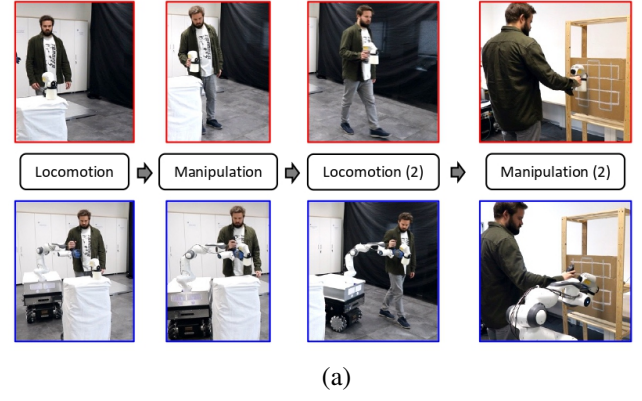 Locomotion
Manipulation
Locomotion (2)
Manipulation (2)
(a)